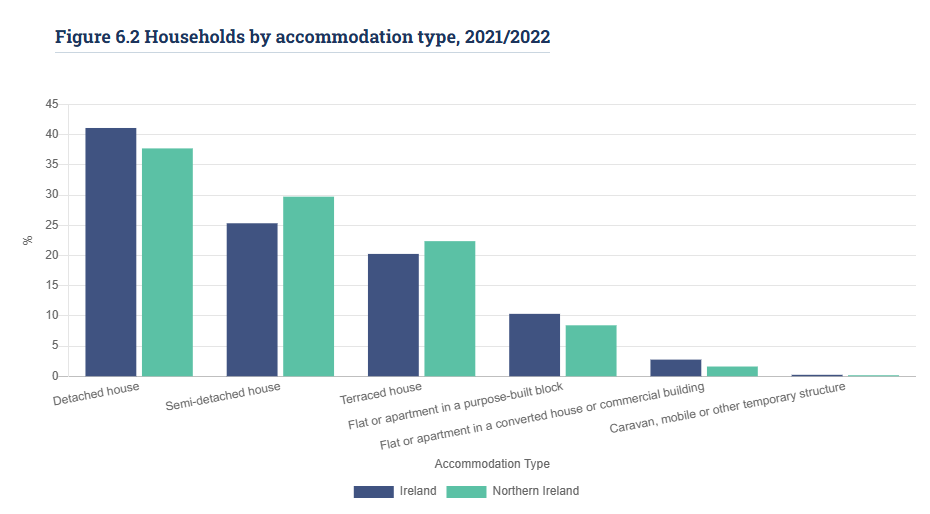 Figure 6.2 Households by accommodation type, 2021/2022
45
40
35
30
25
20
15
10
5
0
%
Detached house
Semi-detached house
Terraced house
Flat or apartment in a purpose-built block
Flat or apartment in a converted house or commercial building
Caravan, mobile or other temporary structure
Accommodation Type
Ireland
Northern Ireland